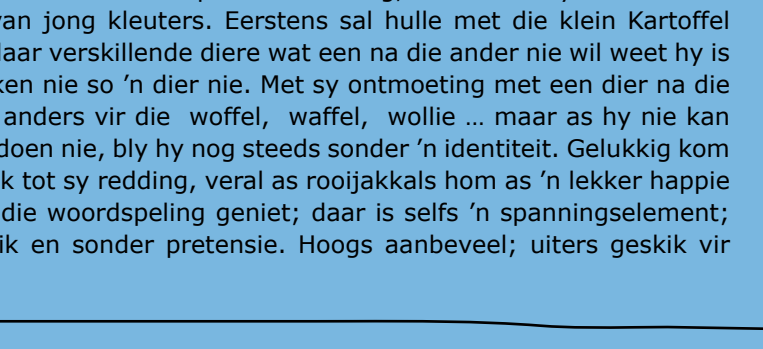 van jong kleuters. Eerstens sal hulle met die klein Kartoffel
verskillende diere wat een na die ander nie wil weet hy is
nie so ’n dier nie. Met sy ontmoeting met een dier na die
anders vir die woffel, waffel, wollie … maar as hy nie kan
doen nie, bly hy nog steeds sonder ’n identiteit. Gelukkig kom
tot sy redding, veral as rooijakkals hom as ’n lekker happie
die woordspeling geniet; daar is selfs ’n spanningselement;
en sonder pretensie. Hoogs aanbeveel; uiters geskik vir